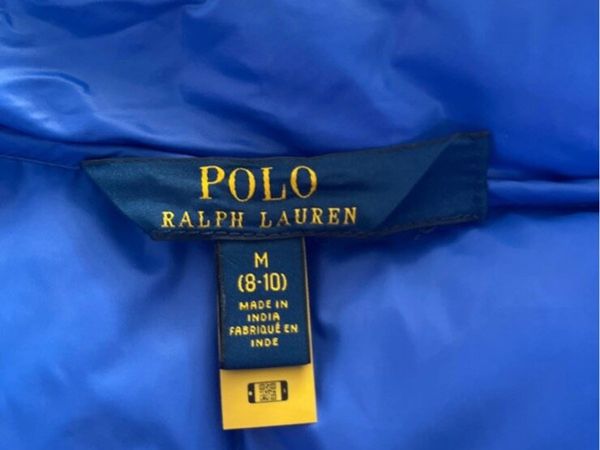 POLO
RALPH LAUREN
M
(8-10)
MADE IN
INDIA
FABRIQUÉ EN
INDE